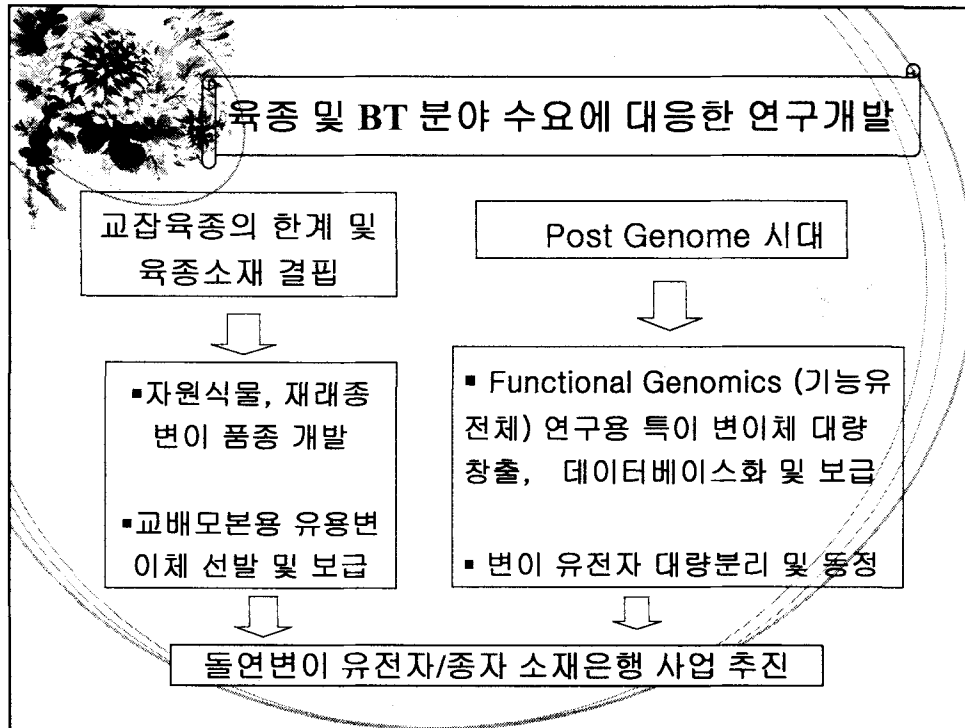 육종 및 BT 분야 수요에 대응한 연구개발
교잡육종의 한계 및
육종소재 결핍
▪자원식물, 재래종
변이 품종 개발
▪교배모본용 유용변
이체 선발 및 보급
Post Genome 시대
▪ Functional Genomics (기능유
전체) 연구용 특이 변이체 대량
창출, 데이터베이스화 및 보급
▪ 변이 유전자 대량분리 및 동정
돌연변이 유전자/종자 소재은행 사업 추진